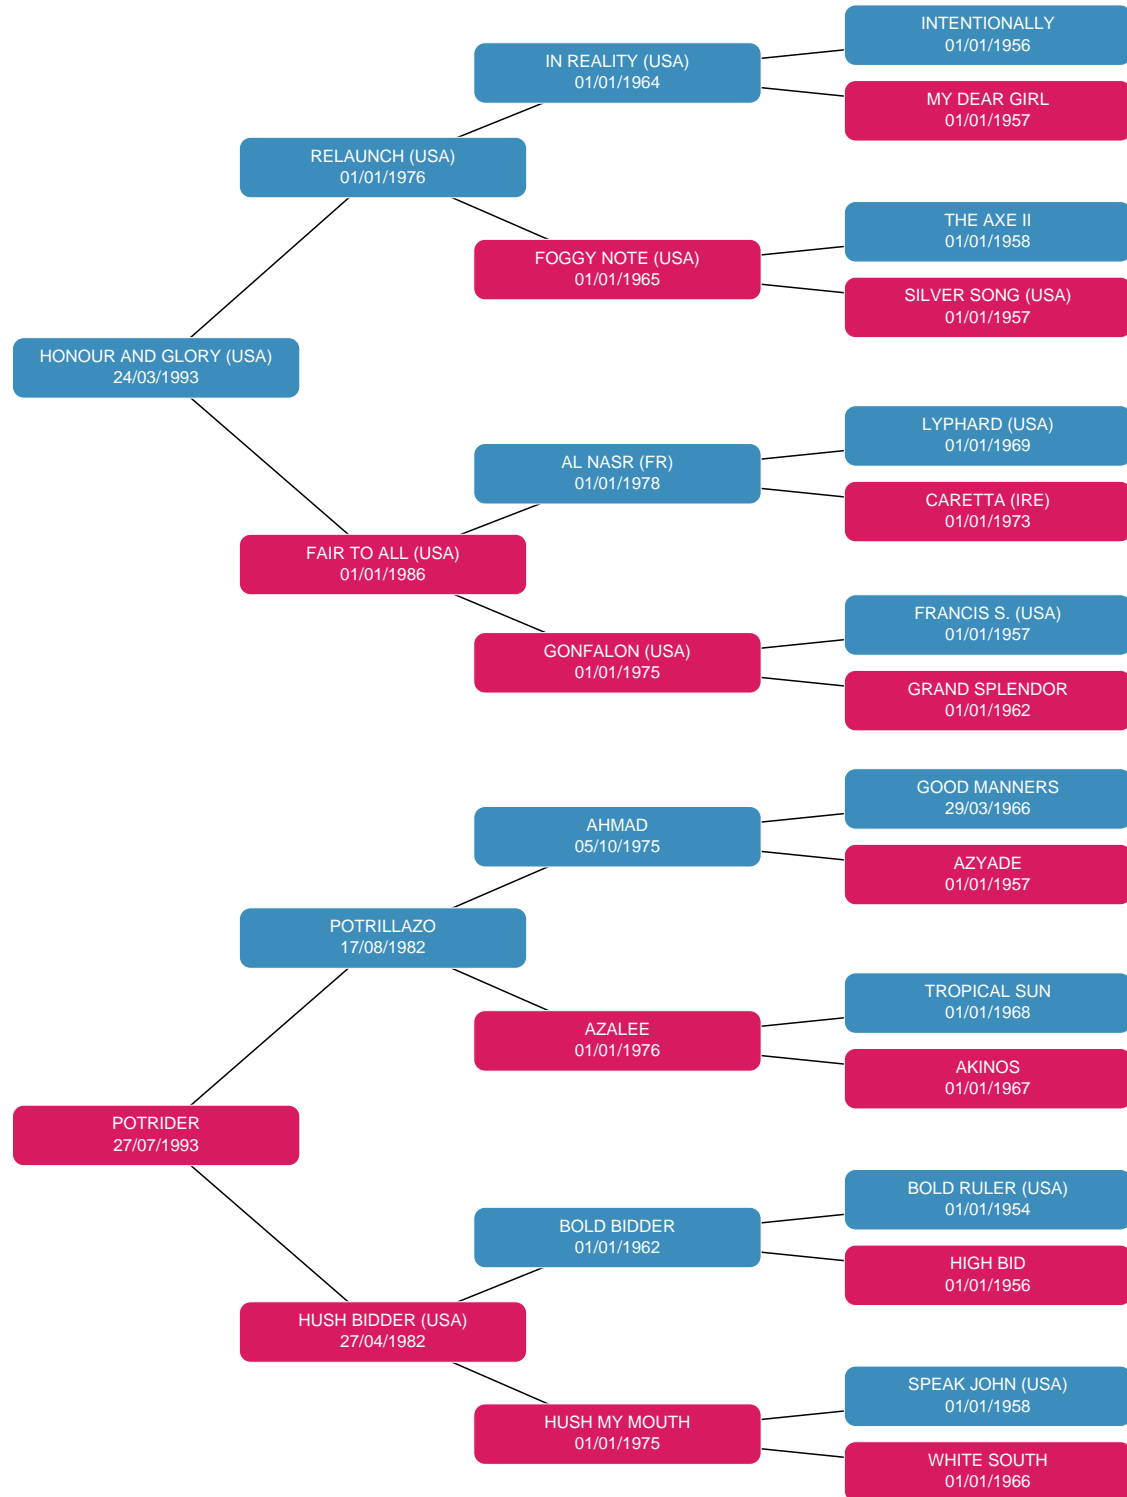 INTENTIONALLY
01/01/1956
IN REALITY (USA)
01/01/1964
MY DEAR GIRL
01/01/1957
RELAUNCH (USA)
01/01/1976
THE AXE II
01/01/1958
FOGGY NOTE (USA)
01/01/1965
SILVER SONG (USA)
01/01/1957
HONOUR AND GLORY (USA)
24/03/1993
LYPHARD (USA)
01/01/1969
AL NASR (FR)
01/01/1978
CARETTA (IRE)
01/01/1973
FAIR TO ALL (USA)
01/01/1986
FRANCIS S. (USA)
01/01/1957
GONFALON (USA)
01/01/1975
GRAND SPLENDOR
01/01/1962
GOOD MANNERS
29/03/1966
AHMAD
05/10/1975
AZYADE
01/01/1957
POTRILLAZO
17/08/1982
TROPICAL SUN
01/01/1968
AZALEE
01/01/1976
AKINOS
01/01/1967
POTRIDER
27/07/1993
BOLD RULER (USA)
01/01/1954
BOLD BIDDER
01/01/1962
HIGH BID
01/01/1956
HUSH BIDDER (USA)
27/04/1982
SPEAK JOHN (USA)
01/01/1958
HUSH MY MOUTH
01/01/1975
WHITE SOUTH
01/01/1966